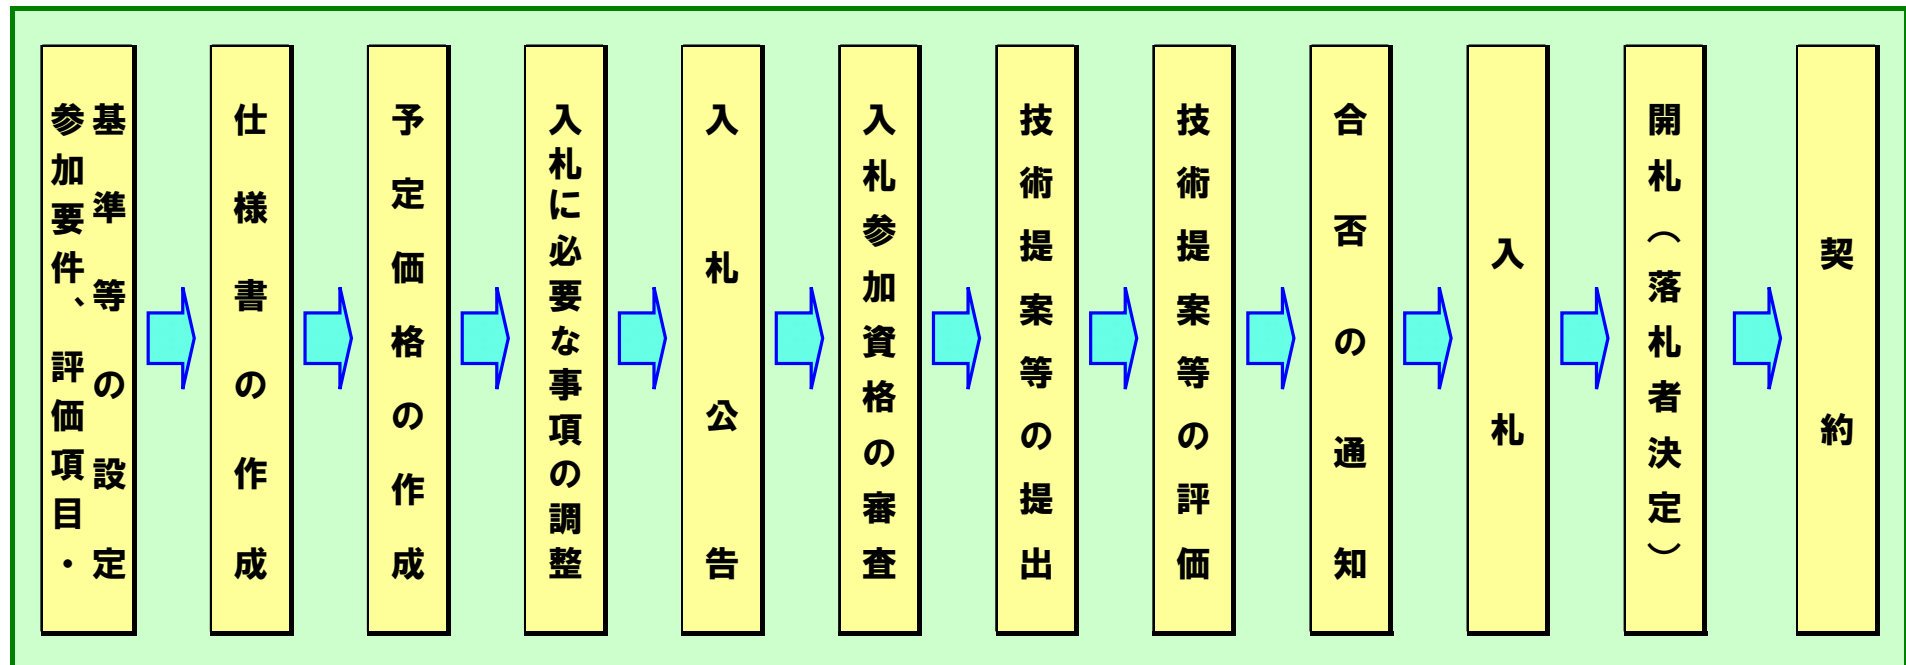 参加要件、評価項目・
基準等の設定
仕様書の作成
予定価格の作成
入札に必要な事項の調整
入札公告
入札参加資格の審査
技術提案等の提出
技術提案等の評価
合否の通知
入札
開札（落札者決定）
契約